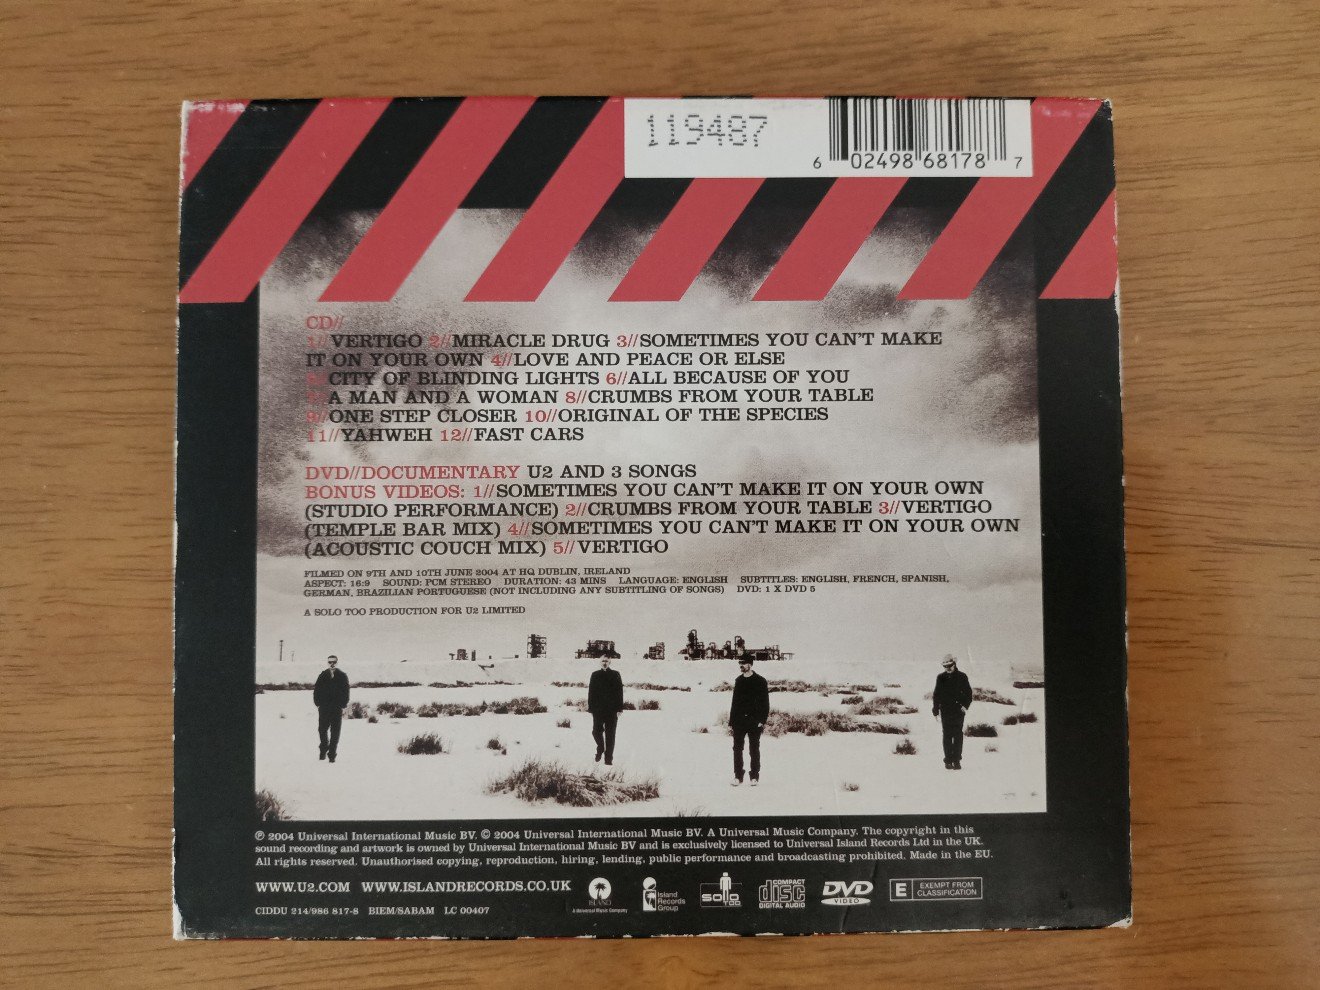 119487
6 02498 68178 7
CD//
1//VERTIGO 2//MIRACLE DRUG 3//SOMETIMES YOU CAN'T MAKE
IT ON YOUR OWN 4//LOVE AND PEACE OR ELSE
5//CITY OF BLINDING LIGHTS 6//ALL BECAUSE OF YOU
7//A MAN AND A WOMAN 8//CRUMBS FROM YOUR TABLE
9//ONE STEP CLOSER 10//ORIGINAL OF THE SPECIES
11//YAHWEH 12//FAST CARS
DVD//DOCUMENTARY U2 AND 3 SONGS
BONUS VIDEOS: 1//SOMETIMES YOU CAN'T MAKE IT ON YOUR OWN
(STUDIO PERFORMANCE) 2//CRUMBS FROM YOUR TABLE 3//VERTIGO
(TEMPLE BAR MIX) 4//SOMETIMES YOU CAN'T MAKE IT ON YOUR OWN
(ACOUSTIC COUCH MIX) 5//VERTIGO
FILMED ON 9TH AND 10TH JUNE 2004 AT HQ DUBLIN, IRELAND
ASPECT: 16:9 SOUND: PCM STEREO DURATION: 43 MINS LANGUAGE: ENGLISH SUBTITLES: ENGLISH, FRENCH, SPANISH,
GERMAN, BRAZILIAN PORTUGUESE (NOT INCLUDING ANY SUBTITLING OF SONGS) DVD: 1 X DVD 5
A SOLO TOO PRODUCTION FOR U2 LIMITED
℗ 2004 Universal International Music BV. © 2004 Universal International Music BV. A Universal Music Company. The copyright in this
sound recording and artwork is owned by Universal International Music BV and is exclusively licensed to Universal Island Records Ltd in the UK.
All rights reserved. Unauthorised copying, reproduction, hiring, lending, public performance and broadcasting prohibited. Made in the EU.
WWW.U2.COM WWW.ISLANDRECORDS.CO.UK
ISLAND
A Universal Music Company
Island
Records
Group
solo
TOO
COMPACT
disc
DIGITAL AUDIO
DVD
VIDEO
E EXEMPT FROM
CLASSIFICATION
CIDDU 214/986 817-8 BIEM/SABAM LC 00407